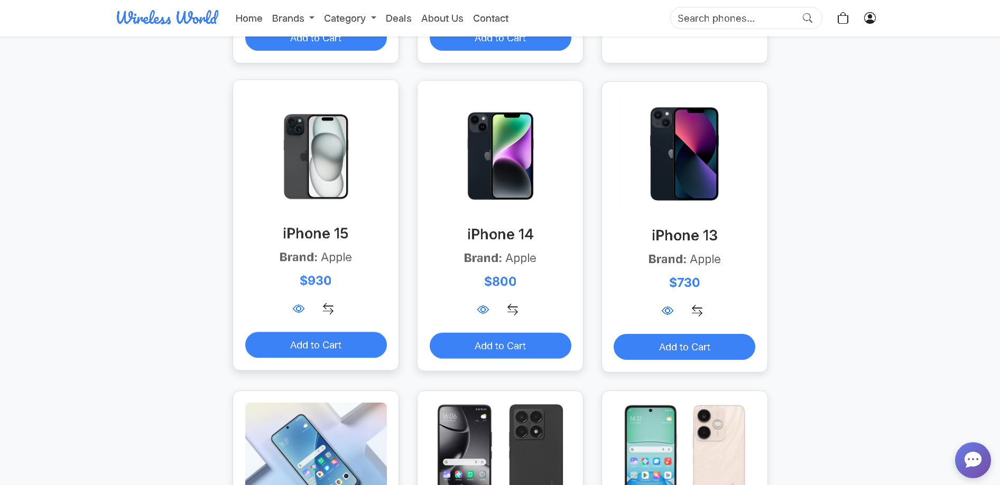 Wireless World
Home Brands Category Deals About Us Contact
Search phones...
Add to Cart
Add to Cart
iPhone 15
Brand: Apple
$930
Add to Cart
iPhone 14
Brand: Apple
$800
Add to Cart
iPhone 13
Brand: Apple
$730
Add to Cart
16:31
16:06
14:31